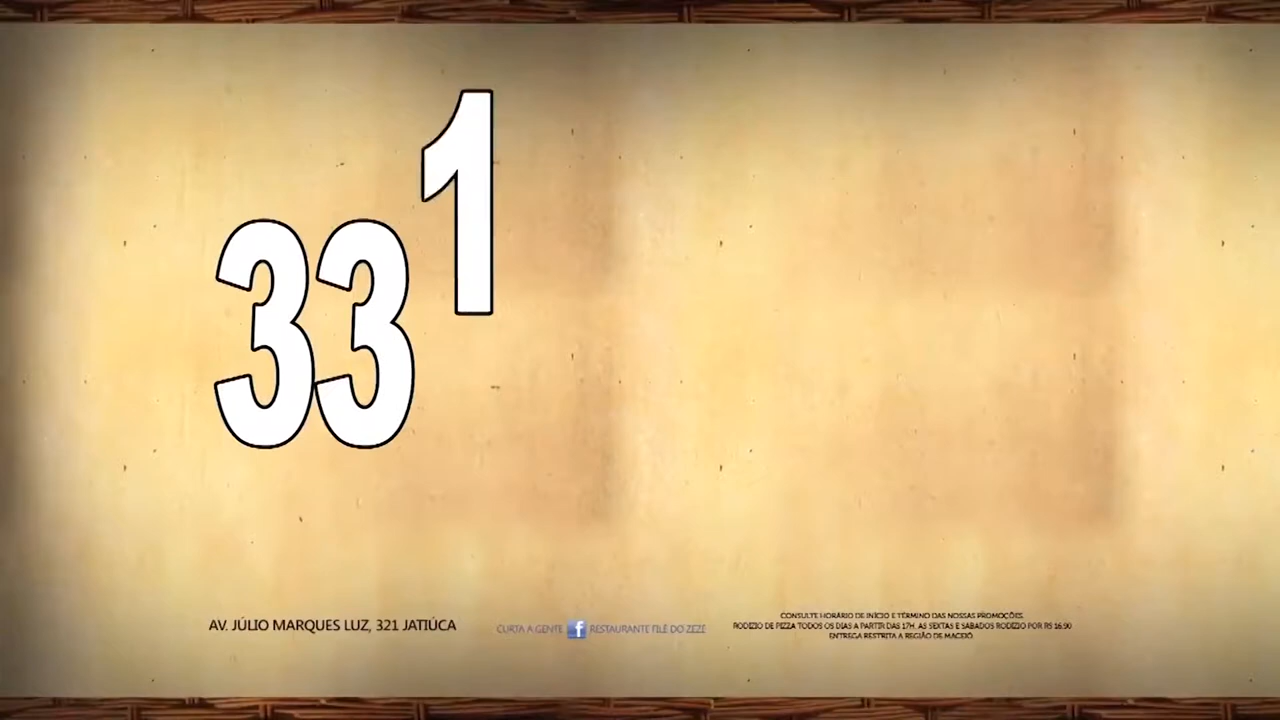 331
AV. JÚLIO MARQUES LUZ, 321 JATIÚCA
CURTA A GENTE f RESTAURANTE FILÉ DO ZEZÉ
CONSULTE HORÁRIO DE INÍCIO E TÉRMINO DAS NOSSAS PROMOÇÕES.
RODÍZIO DE PIZZA TODOS OS DIAS A PARTIR DAS 17H. AS SEXTAS E SÁBADOS RODÍZIO POR R$ 16,90
ENTREGA RESTRITA A REGIÃO DE MACEIÓ